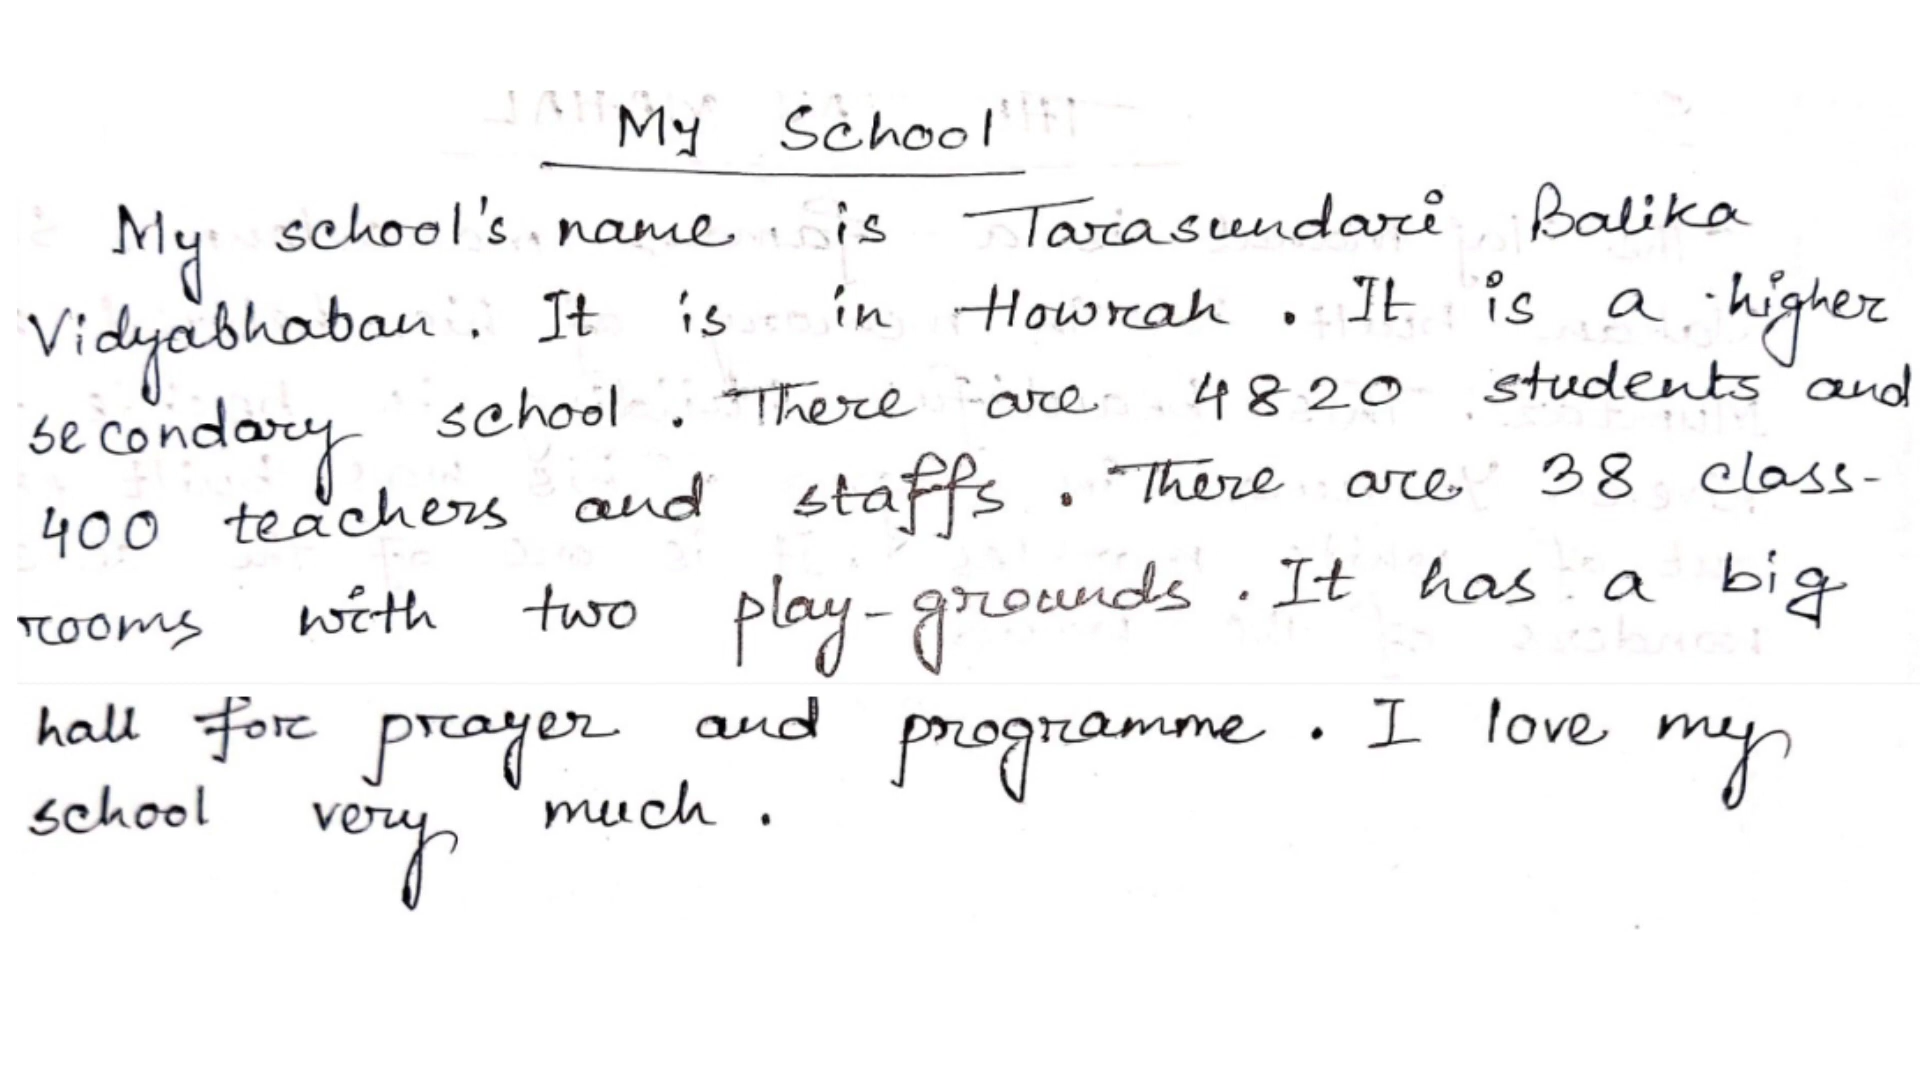 My School
My school's name is Tarasundari Balika
Vidyabhaban. It is in Howrah. It is a higher
secondary school. There are 4820 students and
400 teachers and staffs. There are 38 class-
rooms with two play-grounds. It has a big
hall for prayer and programme. I love my
school very much.